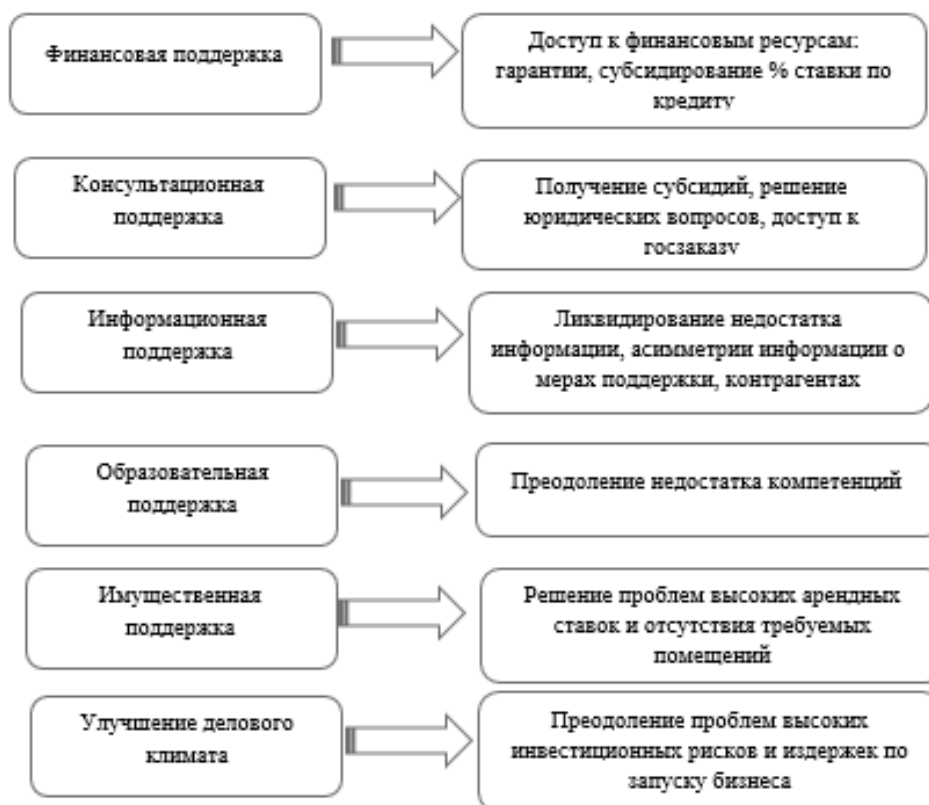 Финансовая поддержка
Доступ к финансовым ресурсам:
гарантии, субсидирование % ставки по
кредиту
Консультационная
поддержка
Получение субсидий, решение
юридических вопросов, доступ к
госзаказу
Информационная
поддержка
Ликвидирование недостатка
информации, асимметрии информации о
мерах поддержки, контрагентах
Образовательная
поддержка
Преодоление недостатка компетенций
Имущественная
поддержка
Решение проблем высоких арендных
ставок и отсутствия требуемых
помещений
Улучшение делового
климата
Преодоление проблем высоких
инвестиционных рисков и издержек по
запуску бизнеса